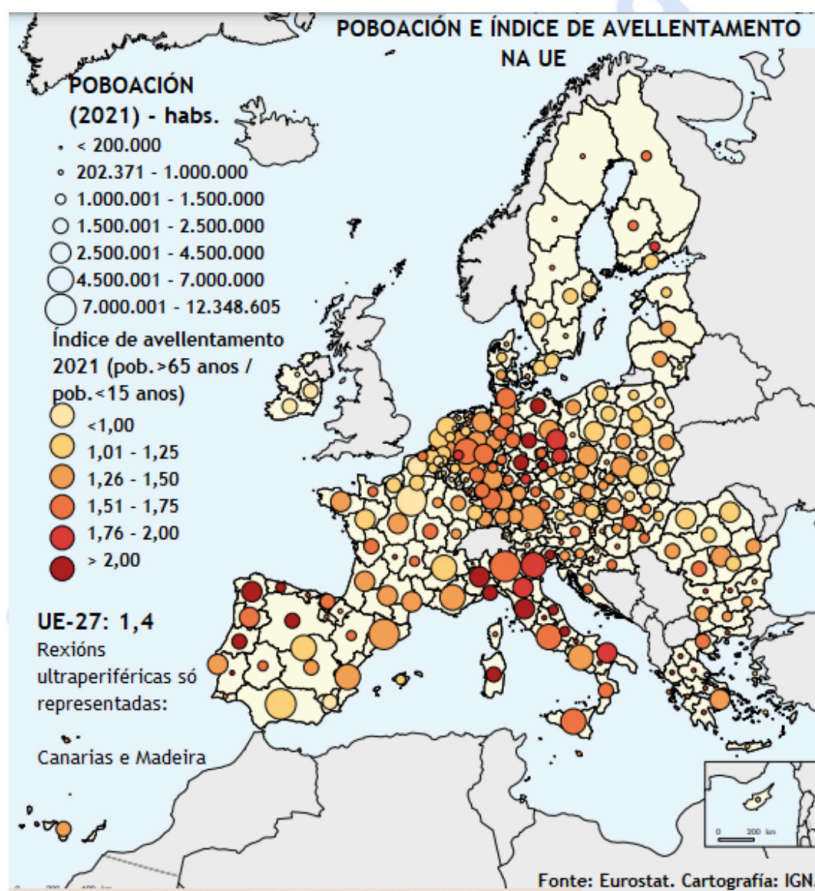 POBOACIÓN E ÍNDICE DE AVELLENTAMENTO
NA UE
POBOACIÓN
(2021) - habs.
< 200.000
202.371 - 1.000.000
1.000.001 - 1.500.000
1.500.001 - 2.500.000
2.500.001 - 4.500.000
4.500.001 - 7.000.000
7.000.001 - 12.348.605
Índice de avellentamento
2021 (pob.>65 anos /
pob.<15 anos)
<1,00
1,01 - 1,25
1,26 - 1,50
1,51 - 1,75
1,76 - 2,00
> 2,00
UE-27: 1,4
Rexións
ultraperiféricas só
representadas:
Canarias e Madeira
0 200 km
Fonte: Eurostat. Cartografía: IGN.